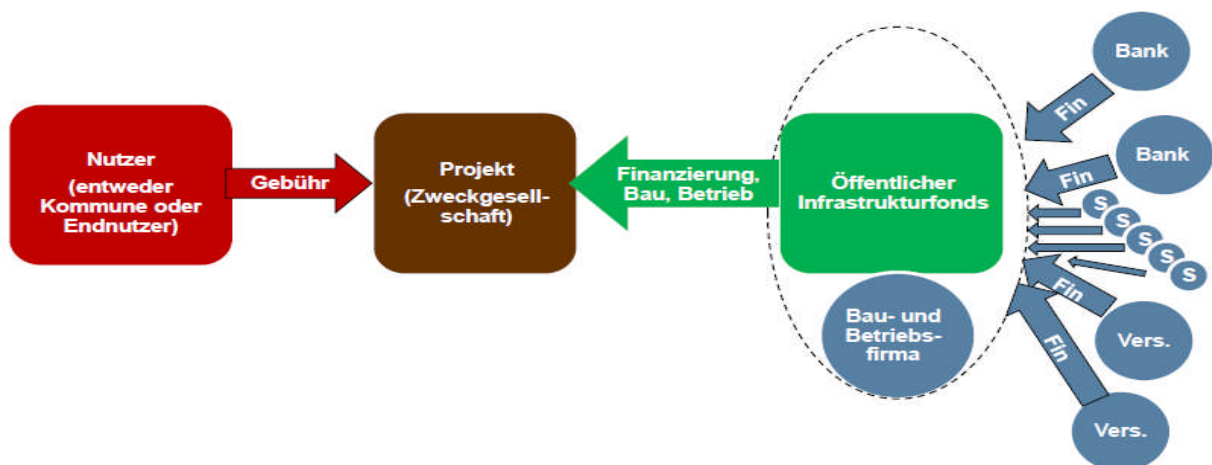 Nutzer
(entweder
Kommune oder
Endnutzer)
Gebühr
Projekt
(Zweckgesell-
schaft)
Finanzierung,
Bau, Betrieb
Öffentlicher
Infrastrukturfonds
Bau- und
Betriebs-
firma
Bank
Fin
Bank
Fin
S
S
S
S
S
Fin
Vers.
Fin
Vers.